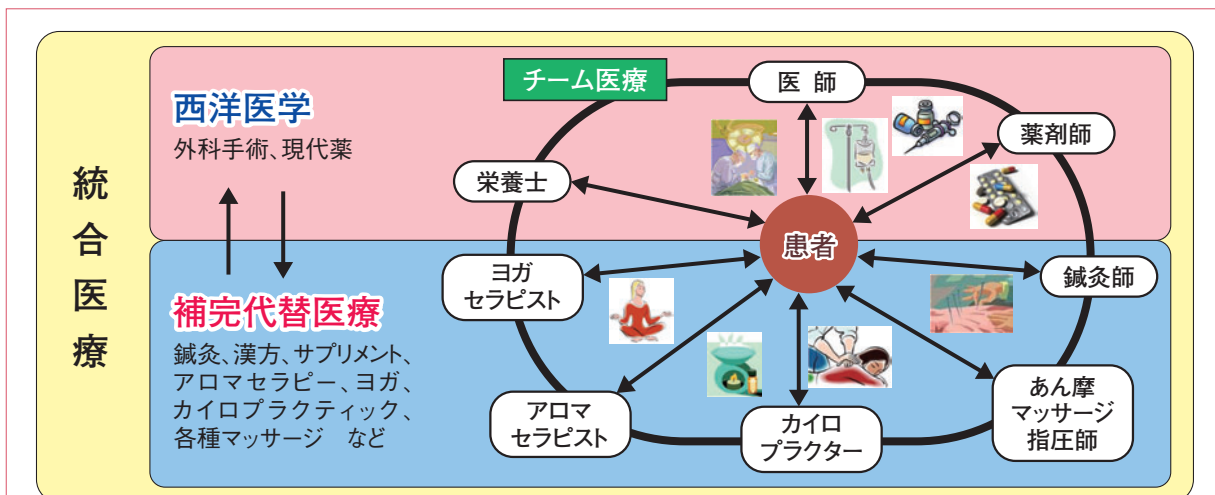 統合医療
西洋医学
外科手術、現代薬
補完代替医療
鍼灸、漢方、サプリメント、
アロマセラピー、ヨガ、
カイロプラクティック、
各種マッサージ　など
チーム医療
医 師
薬剤師
栄養士
患者
ヨガ
セラピスト
鍼灸師
アロマ
セラピスト
カイロ
プラクター
あん摩
マッサージ
指圧師